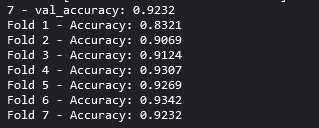 7 - val_accuracy: 0.9232
Fold 1 - Accuracy: 0.8321
Fold 2 - Accuracy: 0.9069
Fold 3 - Accuracy: 0.9124
Fold 4 - Accuracy: 0.9307
Fold 5 - Accuracy: 0.9269
Fold 6 - Accuracy: 0.9342
Fold 7 - Accuracy: 0.9232